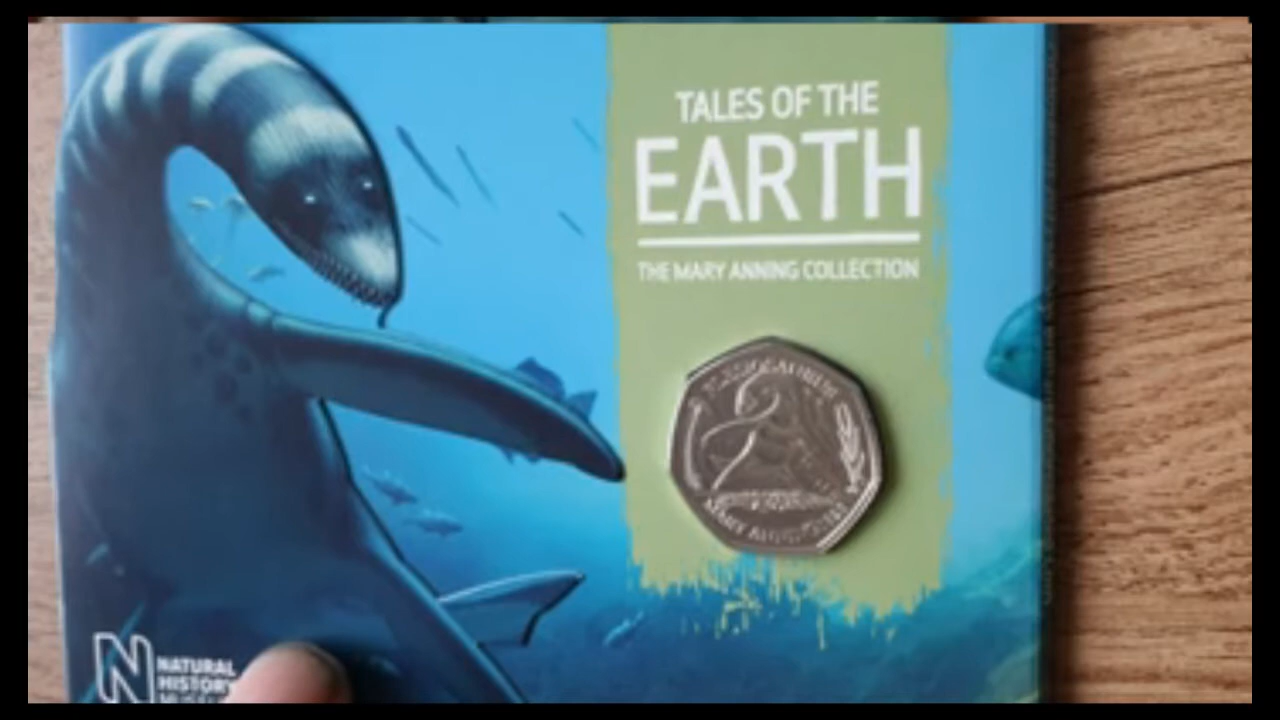 TALES OF THE
EARTH
THE MARY ANNING COLLECTION
NATURAL
HISTORY